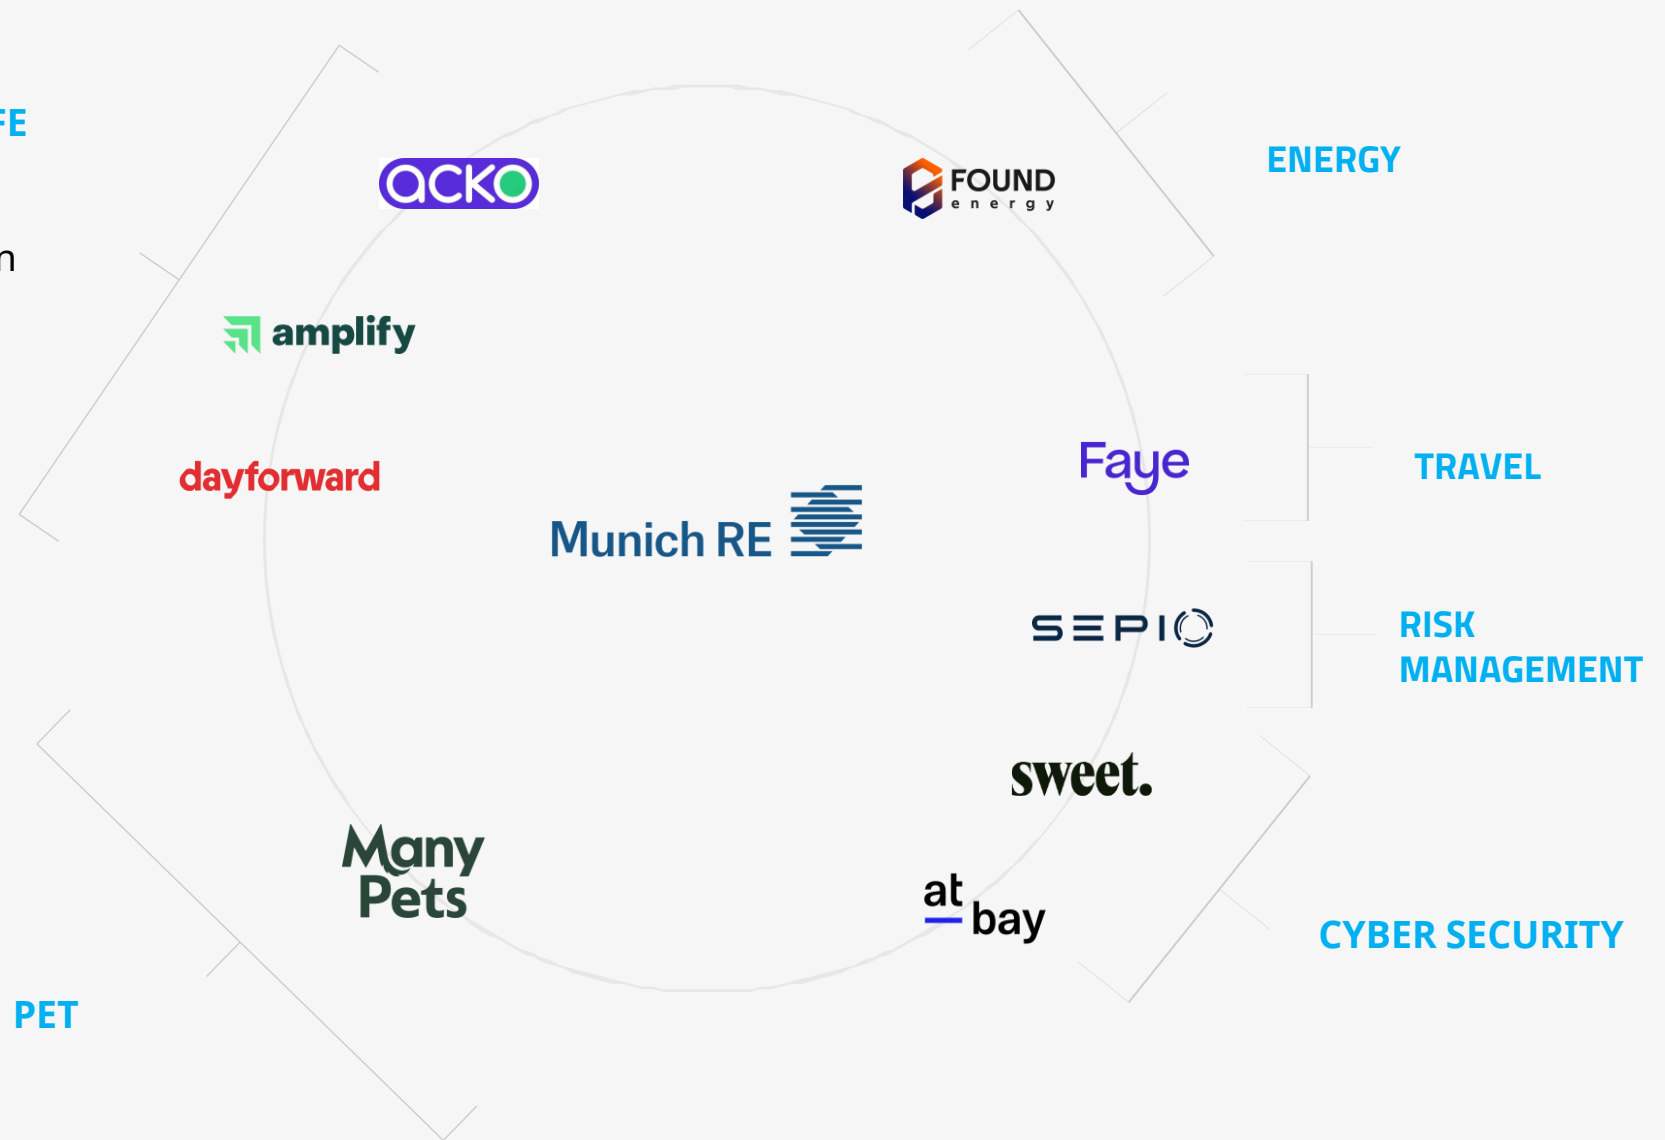 FE
n
acko
amplify
dayforward
Many
Pets
PET
Munich RE
FOUND
energy
ENERGY
Faye
TRAVEL
SEPIO
RISK
MANAGEMENT
sweet.
at
bay
CYBER SECURITY